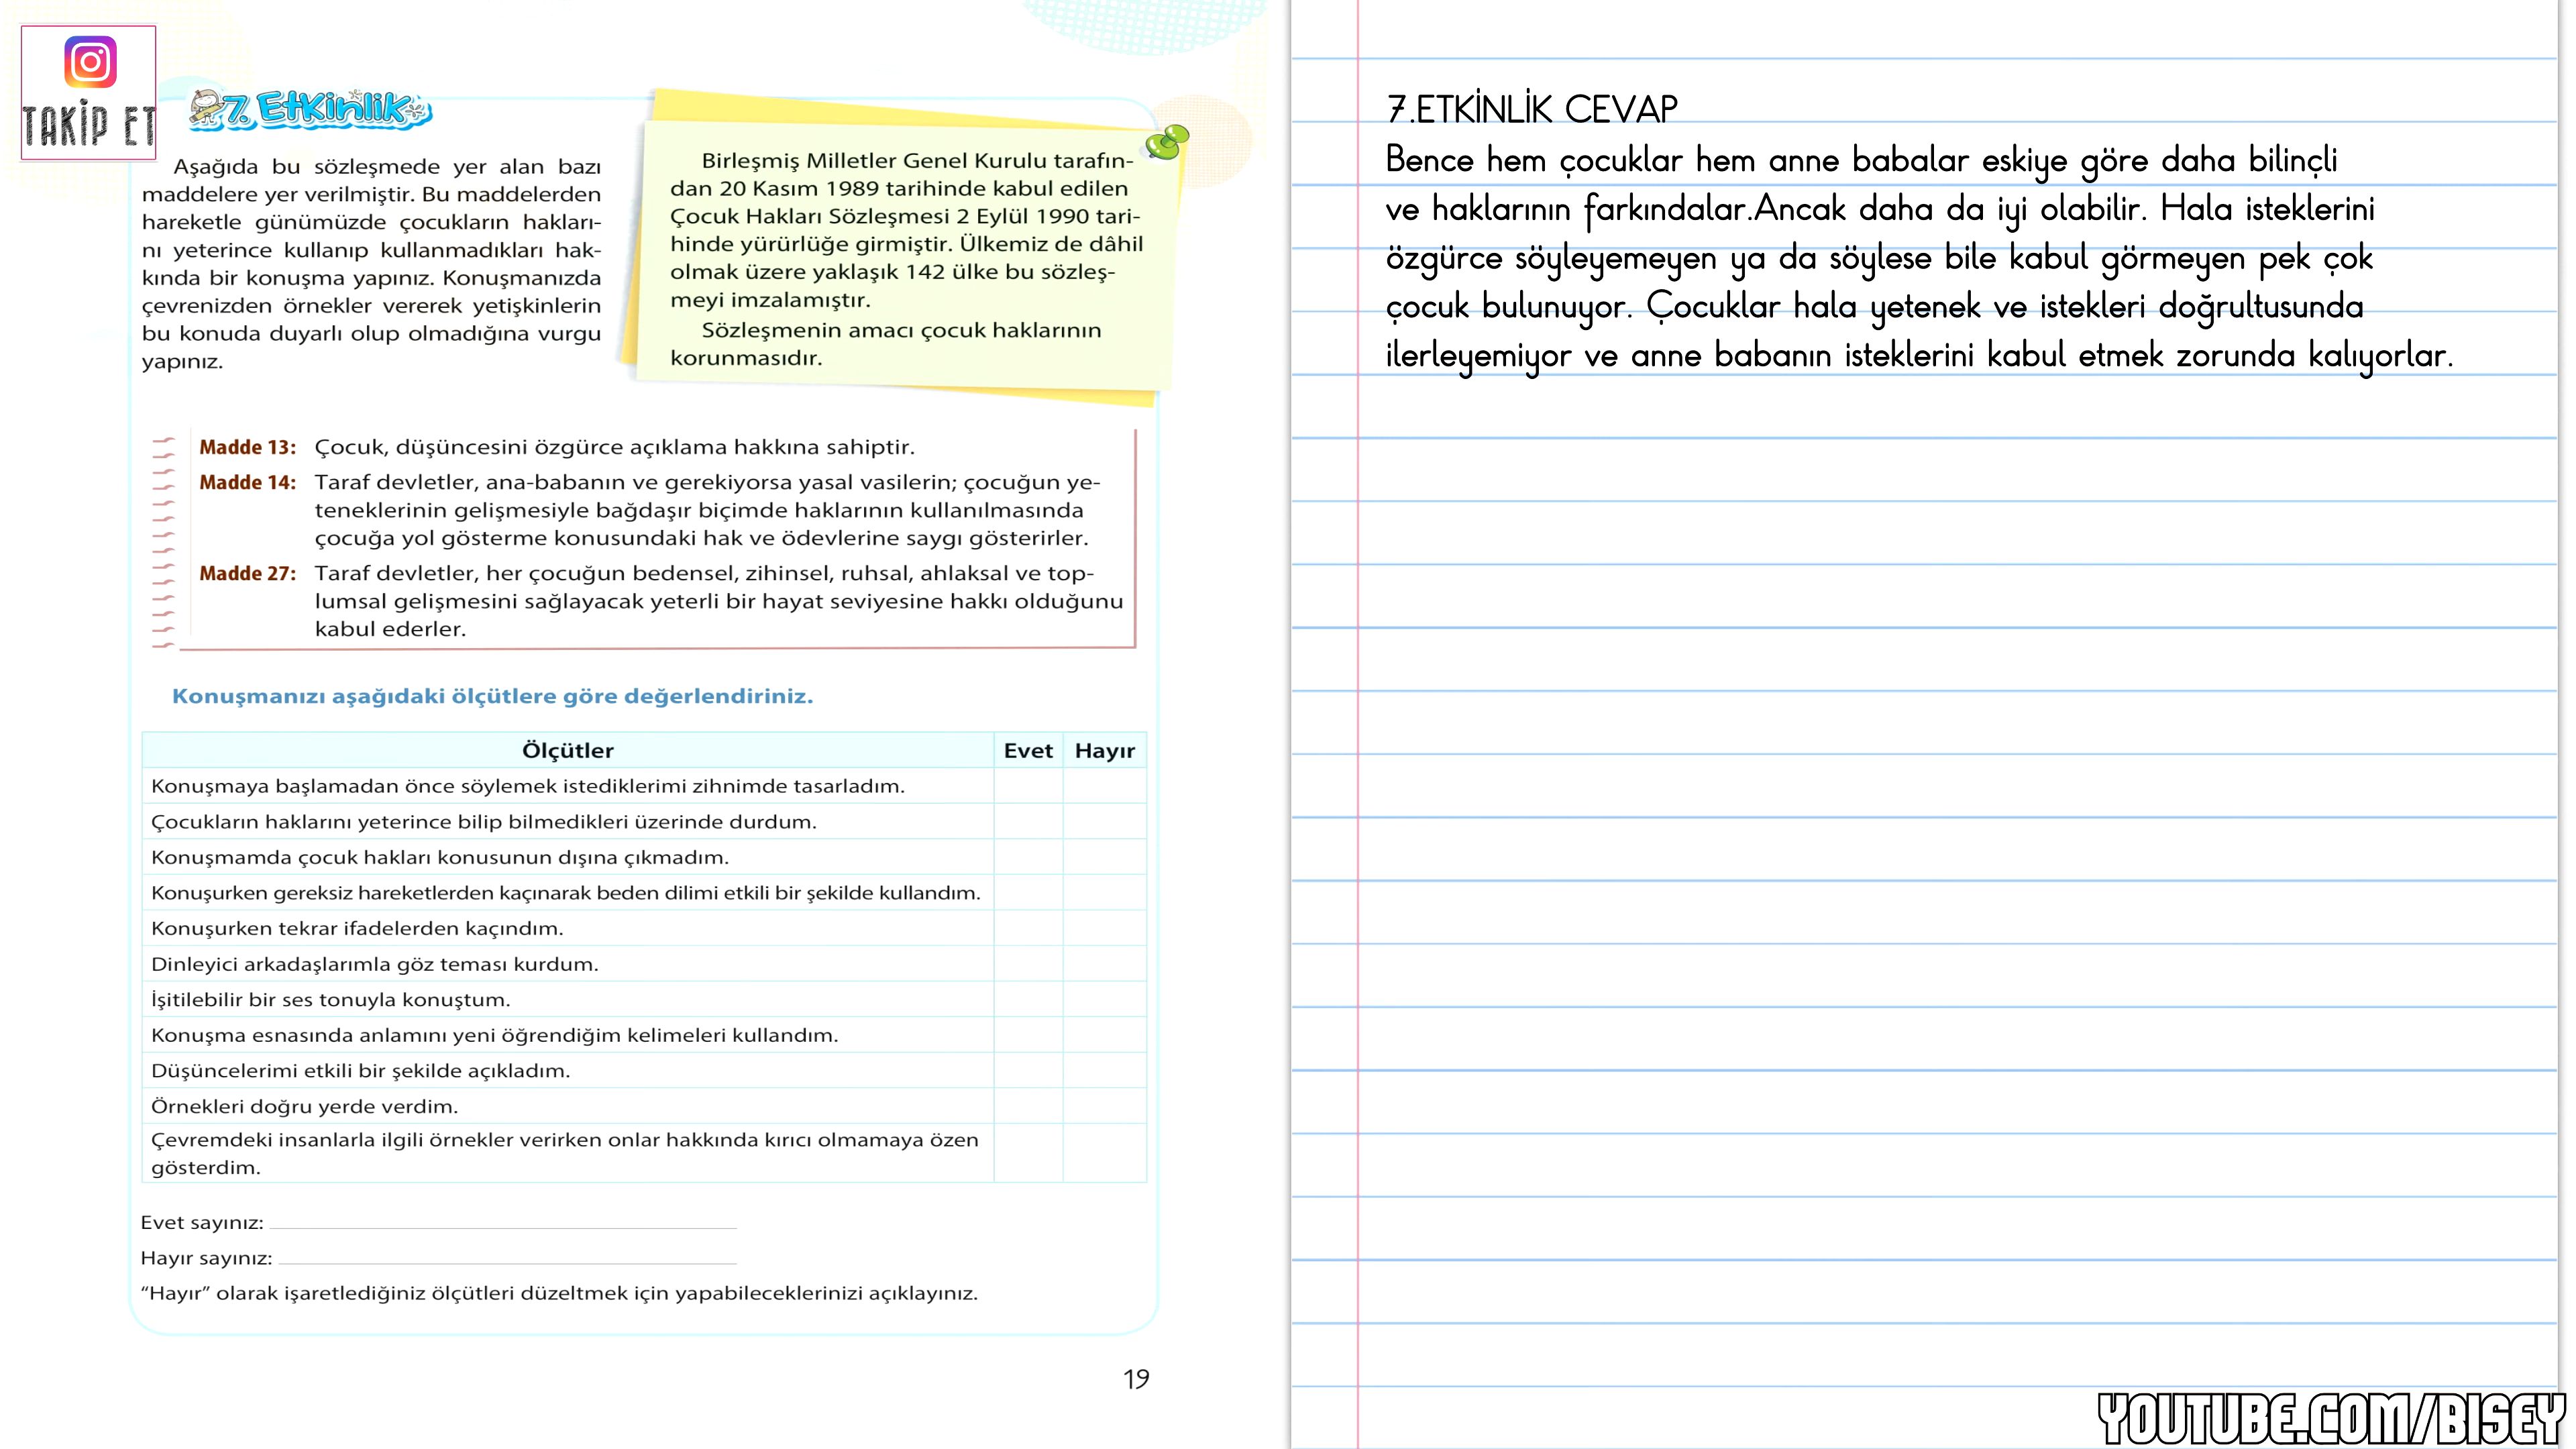 TAKİP ET
7. Etkinlik
Aşağıda bu sözleşmede yer alan bazı
maddelere yer verilmiştir. Bu maddelerden
hareketle günümüzde çocukların hakları-
nı yeterince kullanıp kullanmadıkları hak-
kında bir konuşma yapınız. Konuşmanızda
çevrenizden örnekler vererek yetişkinlerin
bu konuda duyarlı olup olmadığına vurgu
yapınız.
Birleşmiş Milletler Genel Kurulu tarafın-
dan 20 Kasım 1989 tarihinde kabul edilen
Çocuk Hakları Sözleşmesi 2 Eylül 1990 tari-
hinde yürürlüğe girmiştir. Ülkemiz de dâhil
olmak üzere yaklaşık 142 ülke bu sözleş-
meyi imzalamıştır.
Sözleşmenin amacı çocuk haklarının
korunmasıdır.
Madde 13: Çocuk, düşüncesini özgürce açıklama hakkına sahiptir.
Madde 14: Taraf devletler, ana-babanın ve gerekiyorsa yasal vasilerin; çocuğun ye-
teneklerinin gelişmesiyle bağdaşır biçimde haklarının kullanılmasında
çocuğa yol gösterme konusundaki hak ve ödevlerine saygı gösterirler.
Madde 27: Taraf devletler, her çocuğun bedensel, zihinsel, ruhsal, ahlaksal ve top-
lumsal gelişmesini sağlayacak yeterli bir hayat seviyesine hakkı olduğunu
kabul ederler.
Konuşmanızı aşağıdaki ölçütlere göre değerlendiriniz.
Ölçütler Evet Hayır
Konuşmaya başlamadan önce söylemek istediklerimi zihnimde tasarladım.
Çocukların haklarını yeterince bilip bilmedikleri üzerinde durdum.
Konuşmamda çocuk hakları konusunun dışına çıkmadım.
Konuşurken gereksiz hareketlerden kaçınarak beden dilimi etkili bir şekilde kullandım.
Konuşurken tekrar ifadelerden kaçındım.
Dinleyici arkadaşlarımla göz teması kurdum.
İşitilebilir bir ses tonuyla konuştum.
Konuşma esnasında anlamını yeni öğrendiğim kelimeleri kullandım.
Düşüncelerimi etkili bir şekilde açıkladım.
Örnekleri doğru yerde verdim.
Çevremdeki insanlarla ilgili örnekler verirken onlar hakkında kırıcı olmamaya özen
gösterdim.
Evet sayınız:
Hayır sayınız:
“Hayır” olarak işaretlediğiniz ölçütleri düzeltmek için yapabileceklerinizi açıklayınız.
19
7.ETKİNLİK CEVAP
Bence hem çocuklar hem anne babalar eskiye göre daha bilinçli
ve haklarının farkındalar.Ancak daha da iyi olabilir. Hala isteklerini
özgürce söyleyemeyen ya da söylese bile kabul görmeyen pek çok
çocuk bulunuyor. Çocuklar hala yetenek ve istekleri doğrultusunda
ilerleyemiyor ve anne babanın isteklerini kabul etmek zorunda kalıyorlar.
YOUTUBE.COM/BISEY